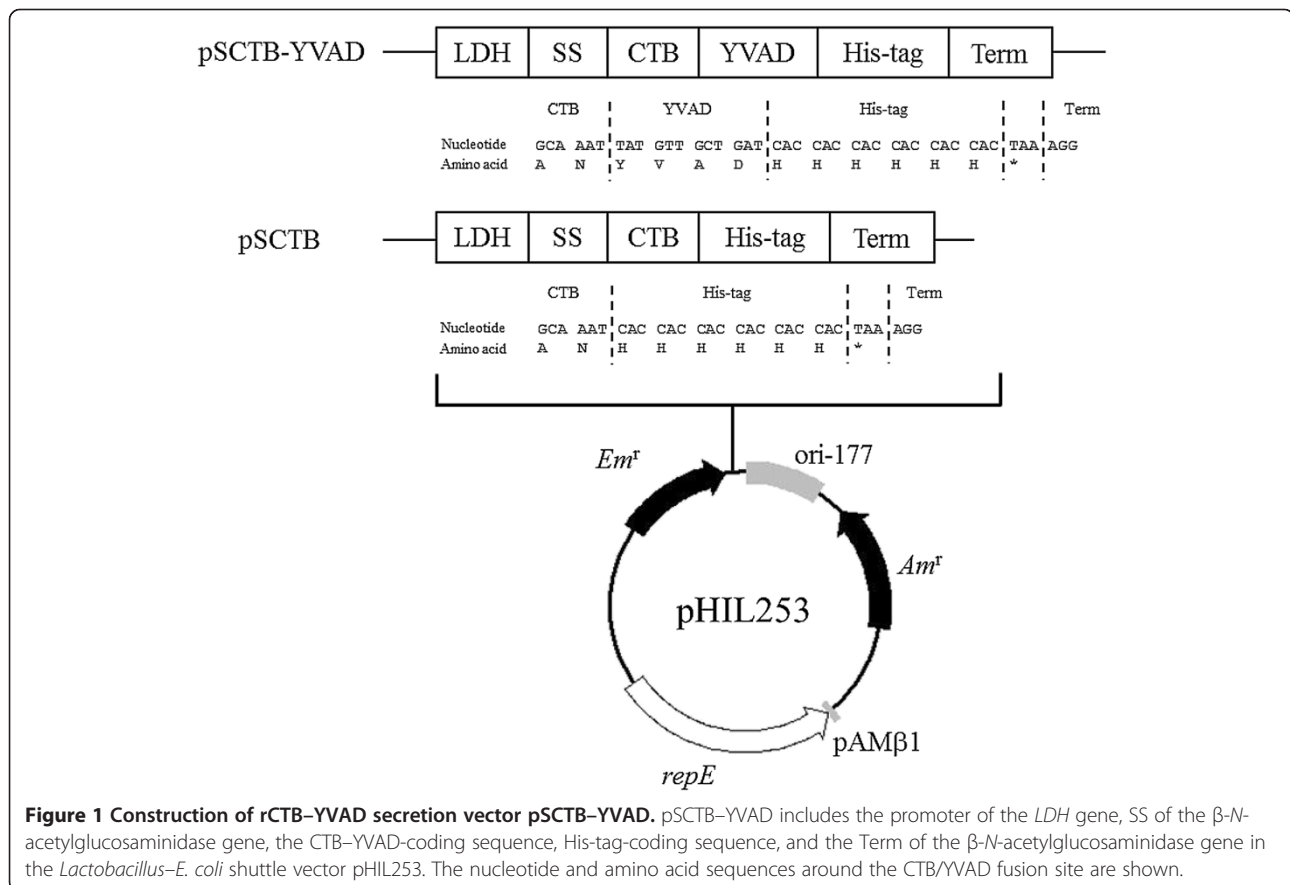 pSCTB-YVAD LDH SS CTB YVAD His-tag Term
CTB YVAD His-tag Term
Nucleotide GCA AAT TAT GTT GCT GAT CAC CAC CAC CAC CAC CAC TAA AGG
Amino acid A N Y V A D H H H H H H *
pSCTB LDH SS CTB His-tag Term
CTB His-tag Term
Nucleotide GCA AAT CAC CAC CAC CAC CAC CAC TAA AGG
Amino acid A N H H H H H H *
Emʳ
ori-177
Amʳ
pHIL253
pAMβ1
repE
Figure 1 Construction of rCTB–YVAD secretion vector pSCTB–YVAD. pSCTB–YVAD includes the promoter of the LDH gene, SS of the β-N-
acetylglucosaminidase gene, the CTB–YVAD-coding sequence, His-tag-coding sequence, and the Term of the β-N-acetylglucosaminidase gene in
the Lactobacillus–E. coli shuttle vector pHIL253. The nucleotide and amino acid sequences around the CTB/YVAD fusion site are shown.